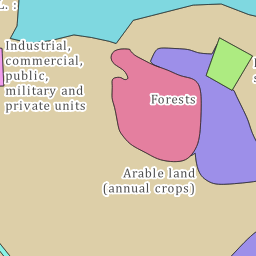 L. :
Industrial,
commercial,
public,
military and
private units
Forests
Arable land
(annual crops)